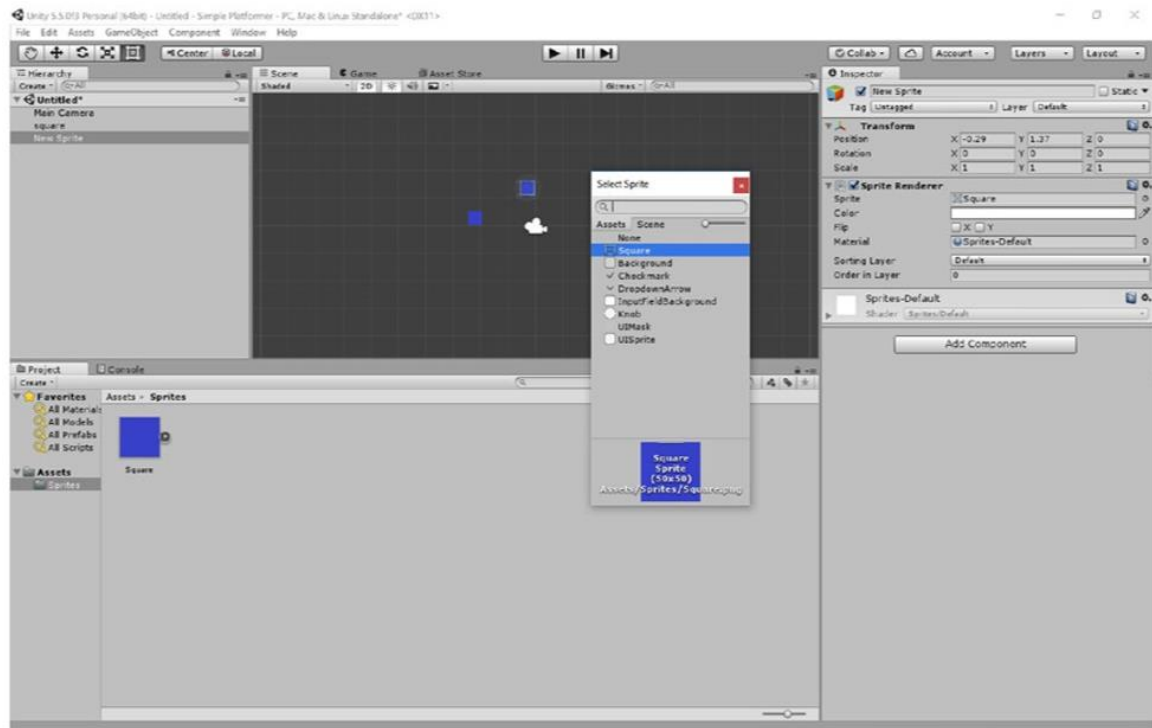 Unity 5.5.0f3 Personal (64bit) - Untitled - Simple Platformer - PC, Mac & Linux Standalone* <DX11>
File Edit Assets GameObject Component Window Help
Center Local
Collab Account Layers Layout
Hierarchy
Create All
Untitled*
Main Camera
square
New Sprite
Scene Game Asset Store
Shaded 2D Gizmos All
Select Sprite
Assets Scene
None
Square
Background
Checkmark
DropdownArrow
InputFieldBackground
Knob
UIMask
UISprite
Square
Sprite
(50x50)
Assets/Sprites/Square.png
Inspector
New Sprite Static
Tag Untagged Layer Default
Transform
Position X -0.29 Y 1.37 Z 0
Rotation X 0 Y 0 Z 0
Scale X 1 Y 1 Z 1
Sprite Renderer
Sprite Square
Color
Flip X Y
Material Sprites-Default
Sorting Layer Default
Order in Layer 0
Sprites-Default
Shader Sprites/Default
Add Component
Project Console
Create
Favorites
All Materials
All Models
All Prefabs
All Scripts
Assets
Sprites
Assets Sprites
Square